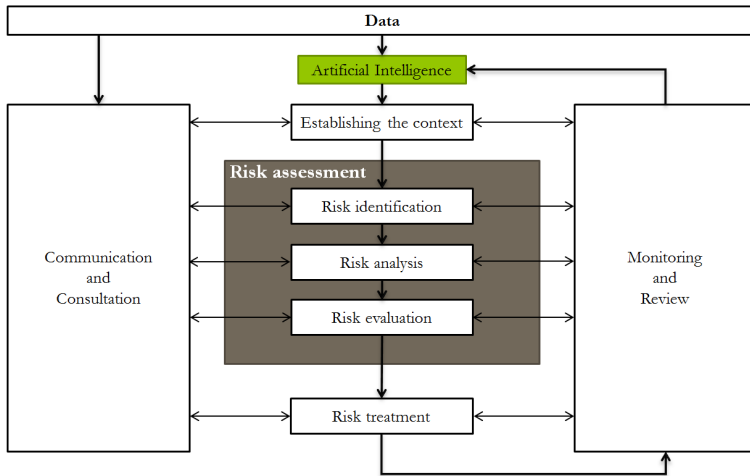 Data
Artificial Intelligence
Establishing the context
Risk assessment
Risk identification
Communication
and
Consultation
Risk analysis
Monitoring
and
Review
Risk evaluation
Risk treatment